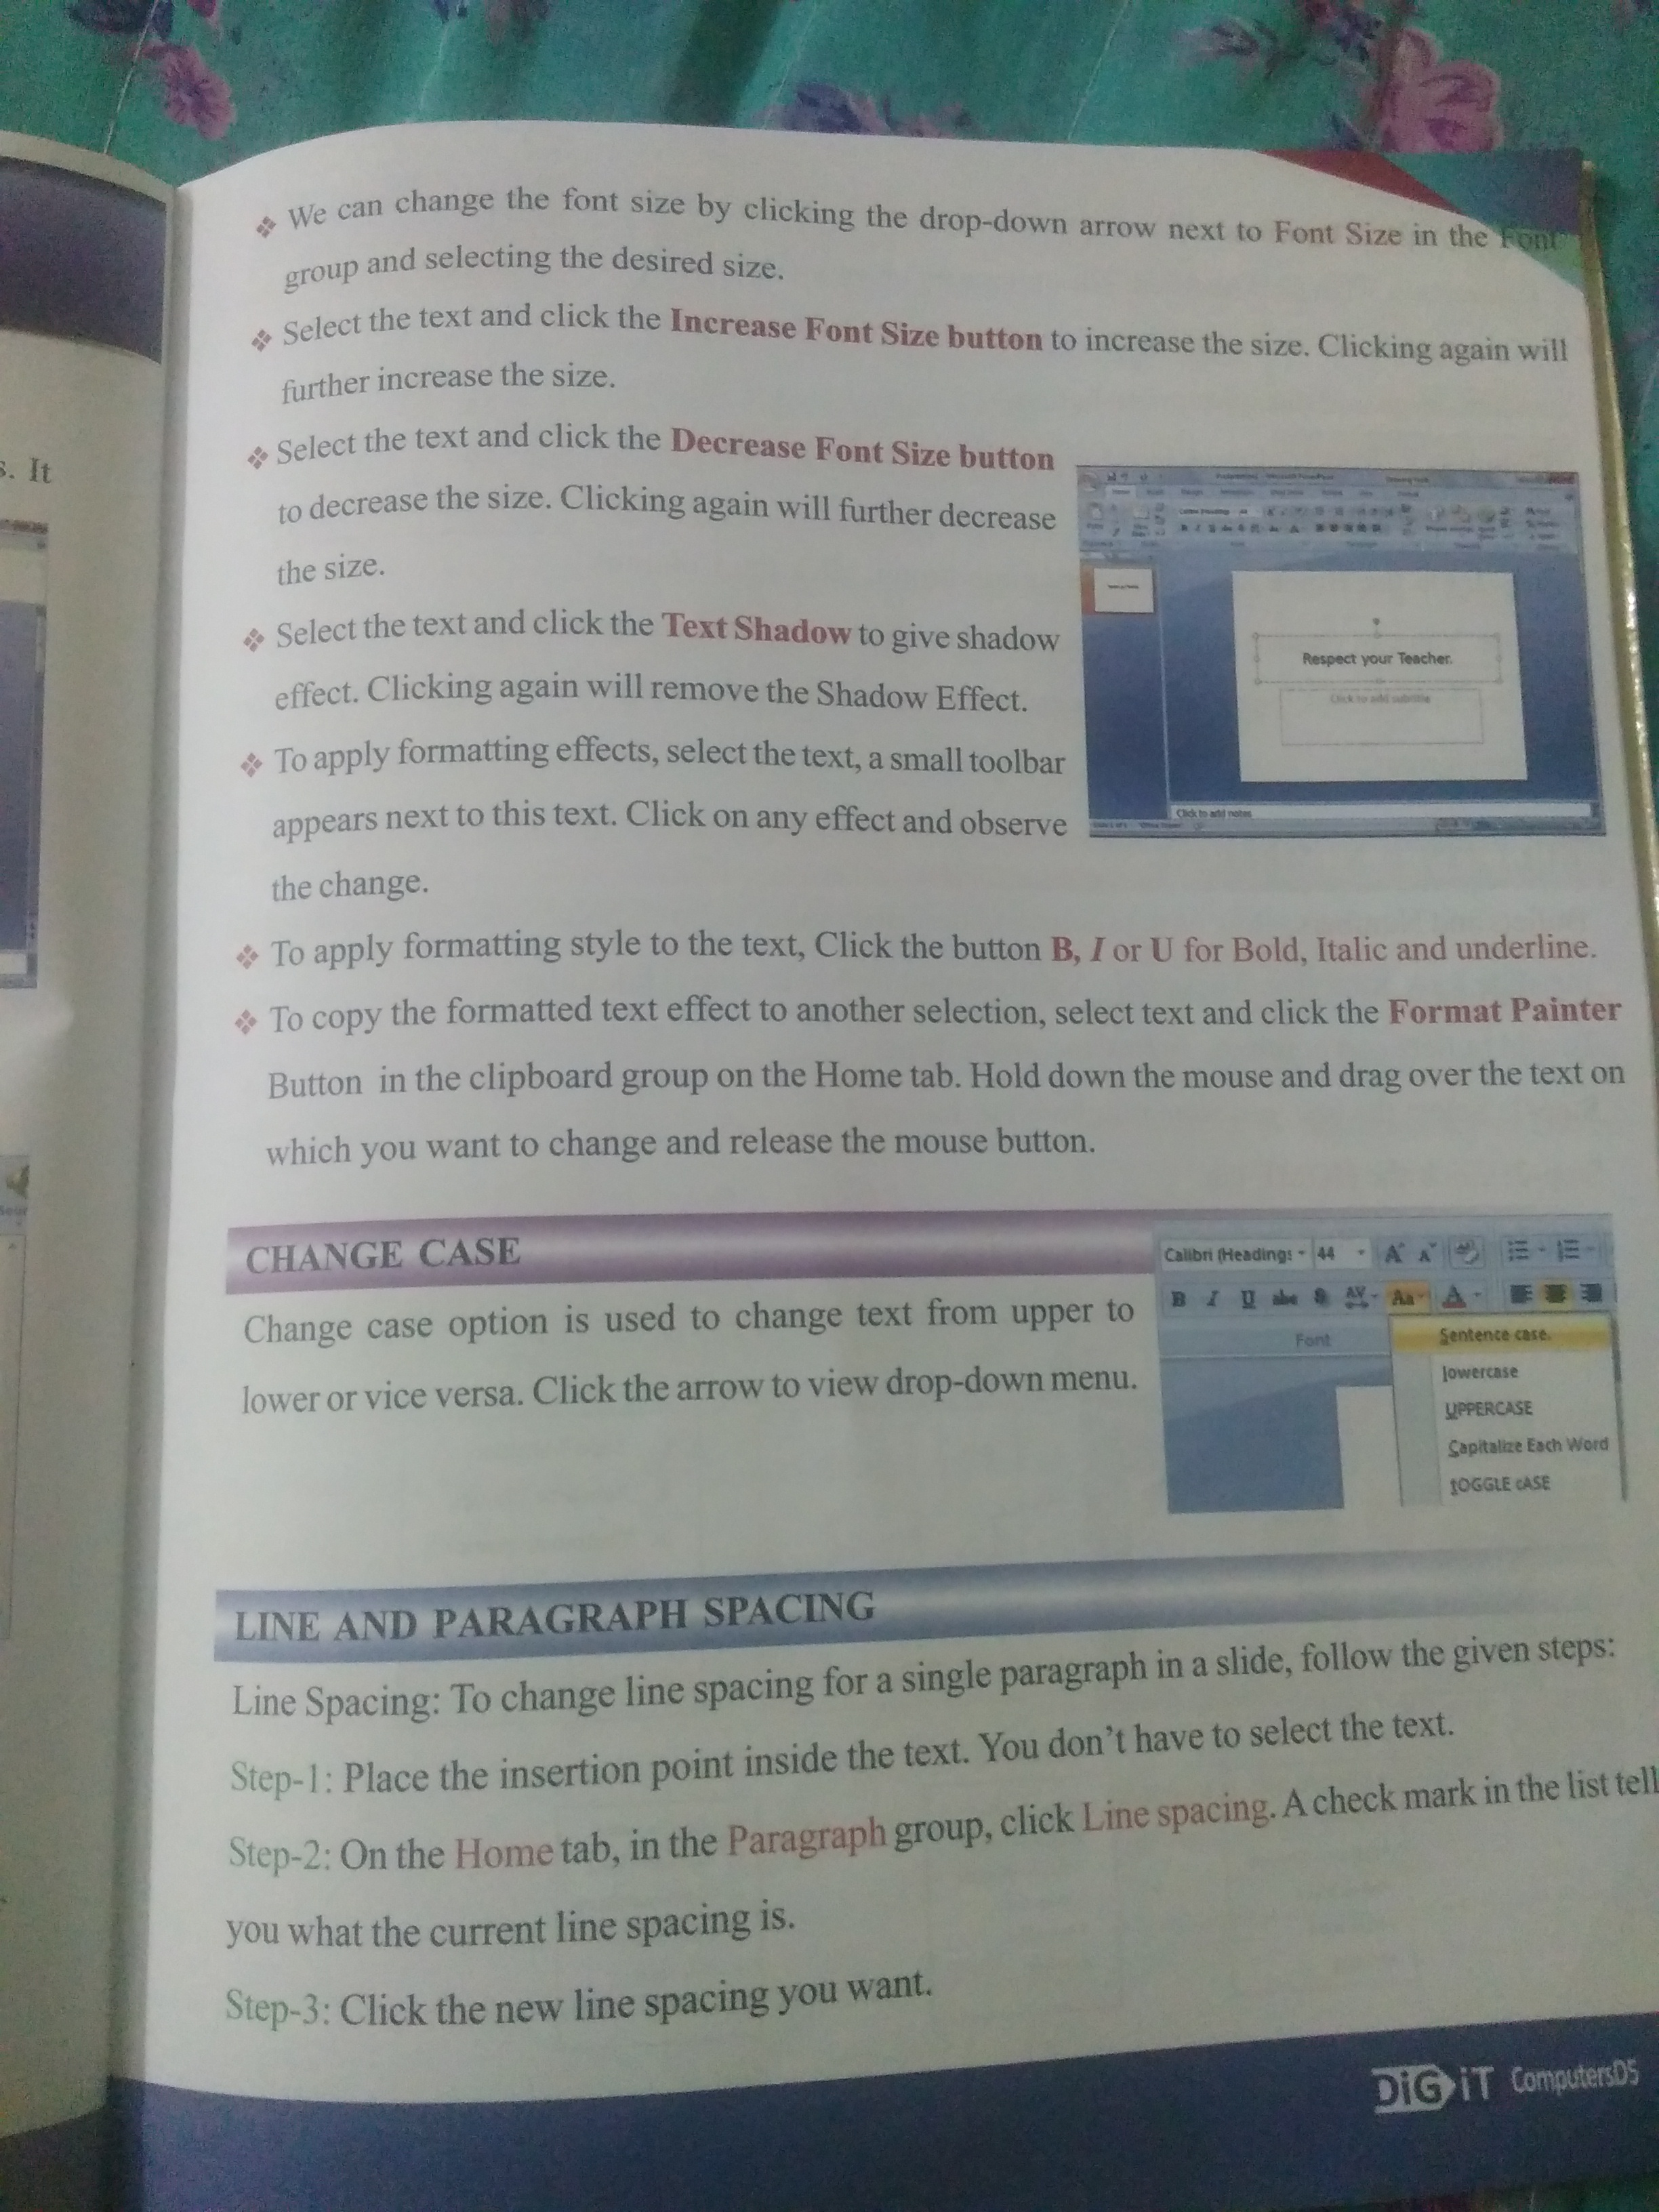 s. It
❖ We can change the font size by clicking the drop-down arrow next to Font Size in the Font
group and selecting the desired size.
❖ Select the text and click the Increase Font Size button to increase the size. Clicking again will
further increase the size.
❖ Select the text and click the Decrease Font Size button
to decrease the size. Clicking again will further decrease
the size.
❖ Select the text and click the Text Shadow to give shadow
effect. Clicking again will remove the Shadow Effect.
❖ To apply formatting effects, select the text, a small toolbar
appears next to this text. Click on any effect and observe
the change.
Respect your Teacher.
Click to add subtitle
Click to add notes
❖ To apply formatting style to the text, Click the button B, I or U for Bold, Italic and underline.
❖ To copy the formatted text effect to another selection, select text and click the Format Painter
Button in the clipboard group on the Home tab. Hold down the mouse and drag over the text on
which you want to change and release the mouse button.
CHANGE CASE
Change case option is used to change text from upper to
lower or vice versa. Click the arrow to view drop-down menu.
Calibri (Headings 44 A A
B I U abc S AV Aa A
Font
Sentence case.
lowercase
UPPERCASE
Capitalize Each Word
tOGGLE cASE
LINE AND PARAGRAPH SPACING
Line Spacing: To change line spacing for a single paragraph in a slide, follow the given steps:
Step-1: Place the insertion point inside the text. You don't have to select the text.
Step-2: On the Home tab, in the Paragraph group, click Line spacing. A check mark in the list tell
you what the current line spacing is.
Step-3: Click the new line spacing you want.
DiGiT ComputersD5